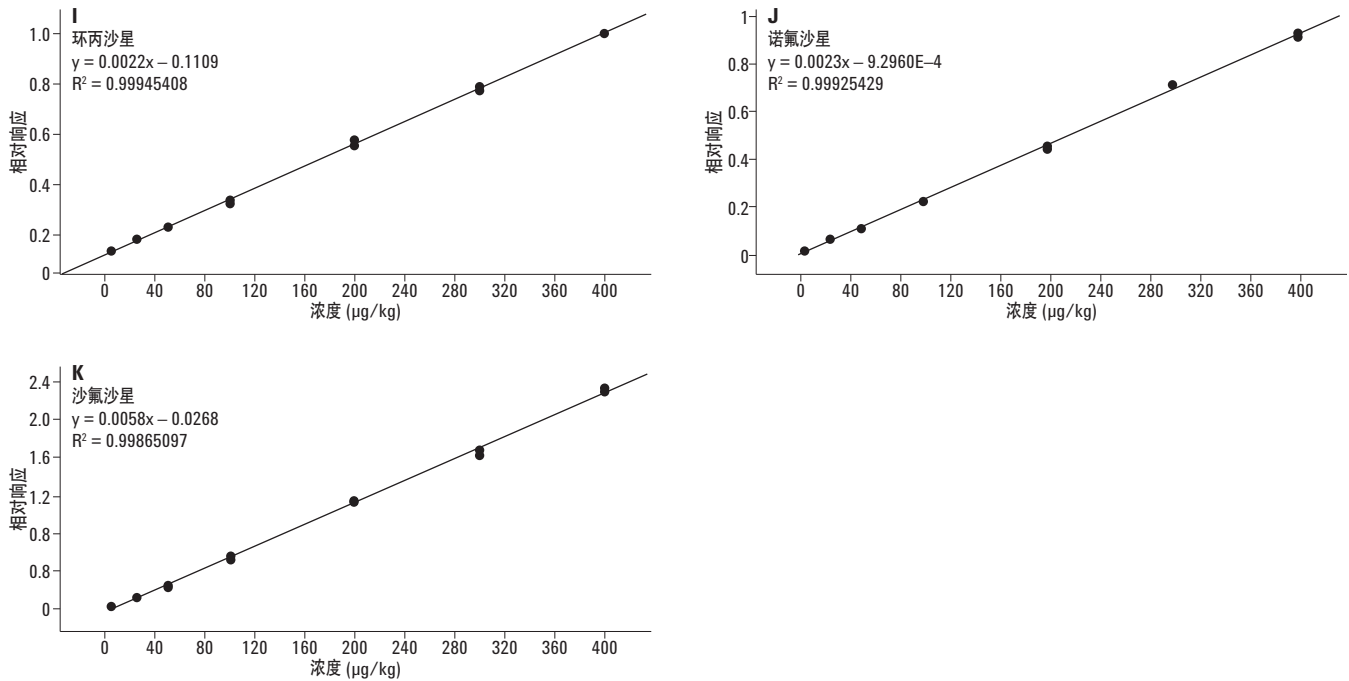 I
环丙沙星
y = 0.0022x – 0.1109
R² = 0.99945408
1.0
0.8
0.6
0.4
0.2
0
相对响应
0 40 80 120 160 200 240 280 320 360 400
浓度 (µg/kg)
J
诺氟沙星
y = 0.0023x – 9.2960E–4
R² = 0.99925429
1
0.8
0.6
0.4
0.2
0
相对响应
0 40 80 120 160 200 240 280 320 360 400
浓度 (µg/kg)
K
沙氟沙星
y = 0.0058x – 0.0268
R² = 0.99865097
2.4
2.0
1.6
1.2
0.8
0.8
0
相对响应
0 40 80 120 160 200 240 280 320 360 400
浓度 (µg/kg)